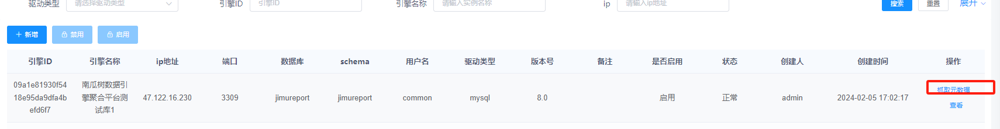 驱动类型 请选择驱动类型 引擎ID 引擎ID 引擎名称 请输入实例名称 ip 请输入ip地址 搜索 重置 展开
+ 新增 禁用 启用
引擎ID 引擎名称 ip地址 端口 数据库 schema 用户名 驱动类型 版本号 备注 是否启用 状态 创建人 创建时间 操作
09a1e81930f54
18e95da9dfa4b
efd6f7
南瓜树数据引
擎聚合平台测
试库1
47.122.16.230 3309 jimureport jimureport common mysql 8.0 启用 正常 admin 2024-02-05 17:02:17
抓取元数据
查看